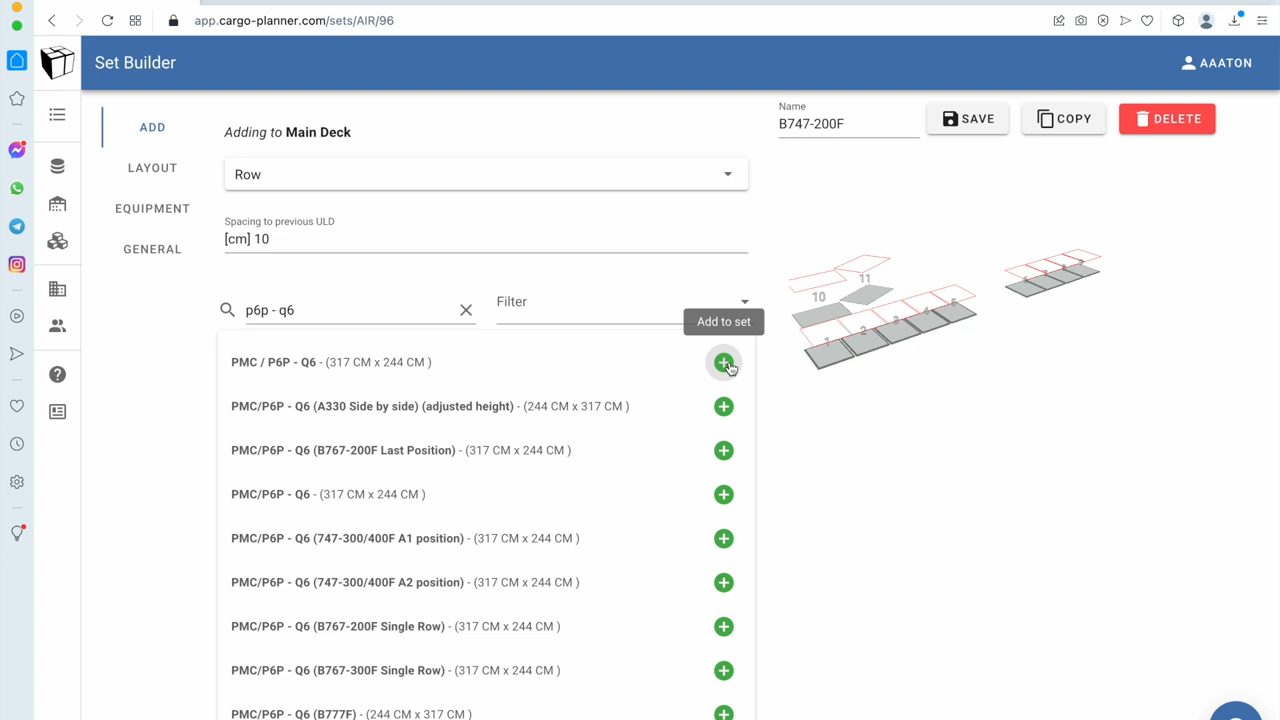 app.cargo-planner.com/sets/AIR/96
Set Builder
AAATON
ADD
LAYOUT
EQUIPMENT
GENERAL
Adding to Main Deck
Row
Spacing to previous ULD
[cm] 10
p6p - q6
Filter
Add to set
PMC / P6P - Q6 - (317 CM x 244 CM )
PMC/P6P - Q6 (A330 Side by side) (adjusted height) - (244 CM x 317 CM )
PMC/P6P - Q6 (B767-200F Last Position) - (317 CM x 244 CM )
PMC/P6P - Q6 - (317 CM x 244 CM )
PMC/P6P - Q6 (747-300/400F A1 position) - (317 CM x 244 CM )
PMC/P6P - Q6 (747-300/400F A2 position) - (317 CM x 244 CM )
PMC/P6P - Q6 (B767-200F Single Row) - (317 CM x 244 CM )
PMC/P6P - Q6 (B767-300F Single Row) - (317 CM x 244 CM )
PMC/P6P - Q6 (B777F) - (244 CM x 317 CM )
Name
B747-200F
SAVE
COPY
DELETE
10
11
1
2
3
5